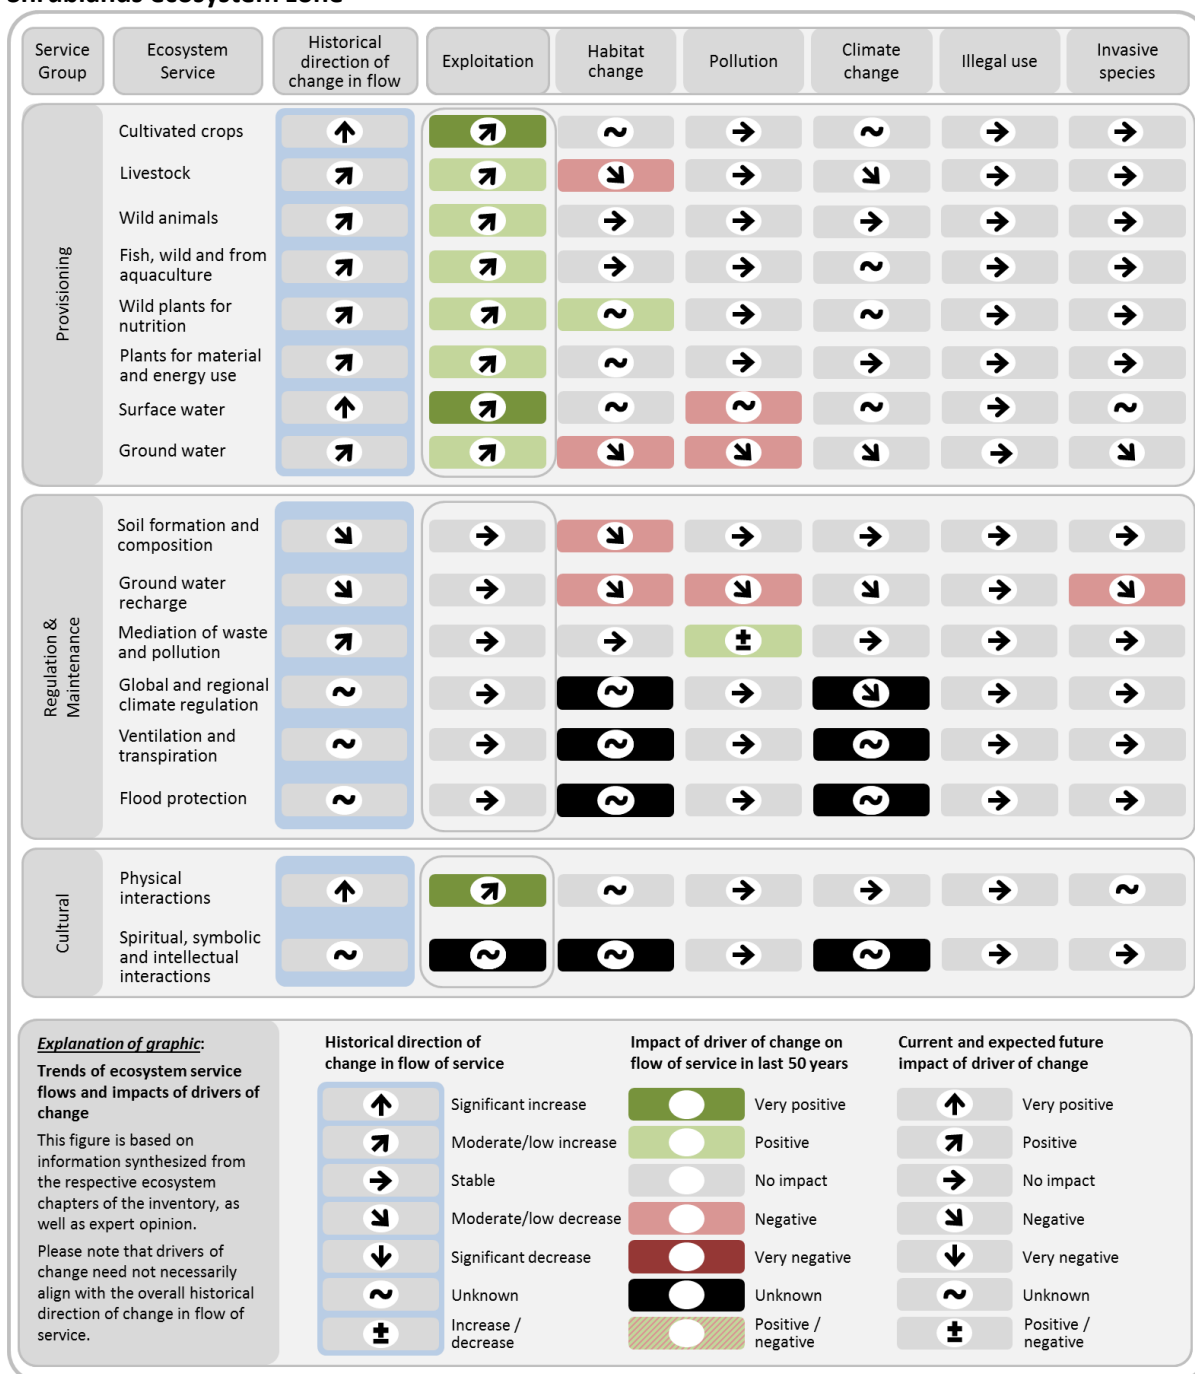 Shrublands ecosystem zone
Service
Group
Ecosystem
Service
Historical
direction of
change in flow
Exploitation
Habitat
change
Pollution
Climate
change
Illegal use
Invasive
species
Provisioning
Cultivated crops
Livestock
Wild animals
Fish, wild and from
aquaculture
Wild plants for
nutrition
Plants for material
and energy use
Surface water
Ground water
Regulation &
Maintenance
Soil formation and
composition
Ground water
recharge
Mediation of waste
and pollution
Global and regional
climate regulation
Ventilation and
transpiration
Flood protection
Cultural
Physical
interactions
Spiritual, symbolic
and intellectual
interactions
Explanation of graphic:
Trends of ecosystem service
flows and impacts of drivers of
change
This figure is based on
information synthesized from
the respective ecosystem
chapters of the inventory, as
well as expert opinion.
Please note that drivers of
change need not necessarily
align with the overall historical
direction of change in flow of
service.
Historical direction of
change in flow of service
Significant increase
Moderate/low increase
Stable
Moderate/low decrease
Significant decrease
Unknown
Increase /
decrease
Impact of driver of change on
flow of service in last 50 years
Very positive
Positive
No impact
Negative
Very negative
Unknown
Positive /
negative
Current and expected future
impact of driver of change
Very positive
Positive
No impact
Negative
Very negative
Unknown
Positive /
negative